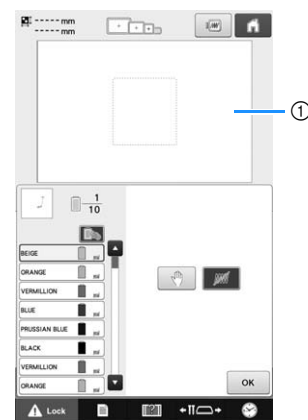 ----- mm
----- mm
1
1
10
BEIGE
ORANGE
VERMILLION
BLUE
PRUSSIAN BLUE
BLACK
VERMILLION
ORANGE
OK
Lock